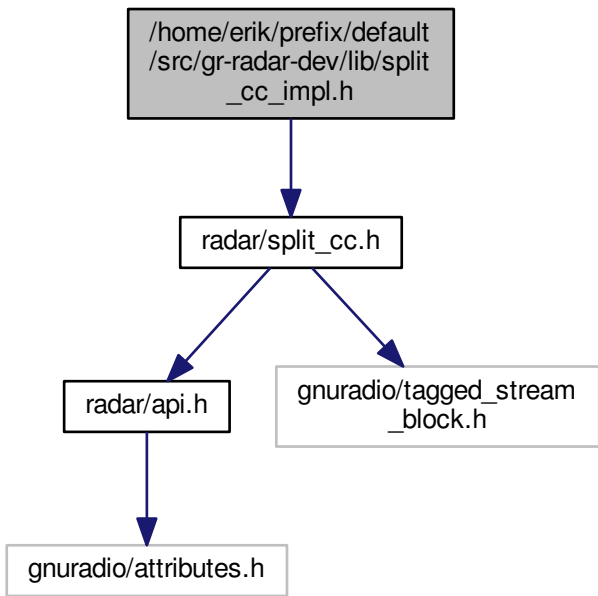 /home/erik/prefix/default
/src/gr-radar-dev/lib/split
_cc_impl.h
radar/split_cc.h
radar/api.h
gnuradio/tagged_stream
_block.h
gnuradio/attributes.h